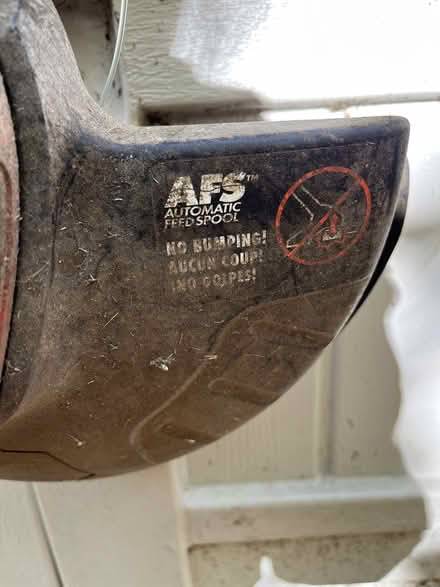 AFS™
AUTOMATIC
FEED SPOOL
NO BUMPING!
AUCUN COUP!
¡NO GOLPES!